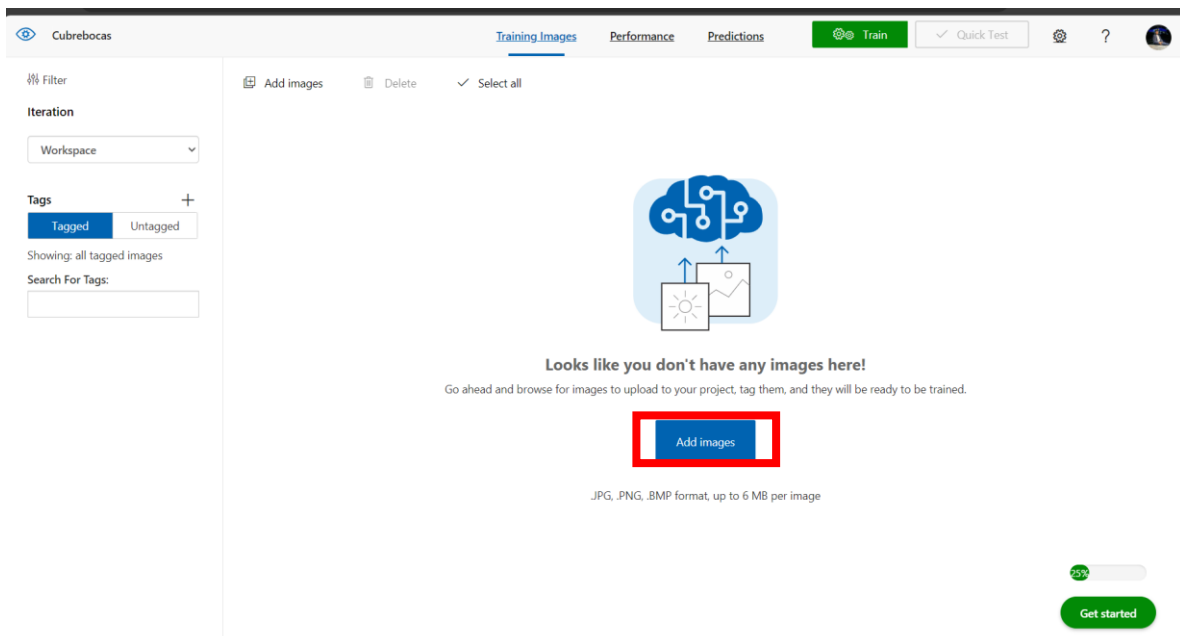 Cubrebocas
Training Images
Performance
Predictions
Train
Quick Test
?
Filter
Add images
Delete
Select all
Iteration
Workspace
Tags
Tagged
Untagged
Showing: all tagged images
Search For Tags:
Looks like you don't have any images here!
Go ahead and browse for images to upload to your project, tag them, and they will be ready to be trained.
Add images
.JPG, .PNG, .BMP format, up to 6 MB per image
25%
Get started